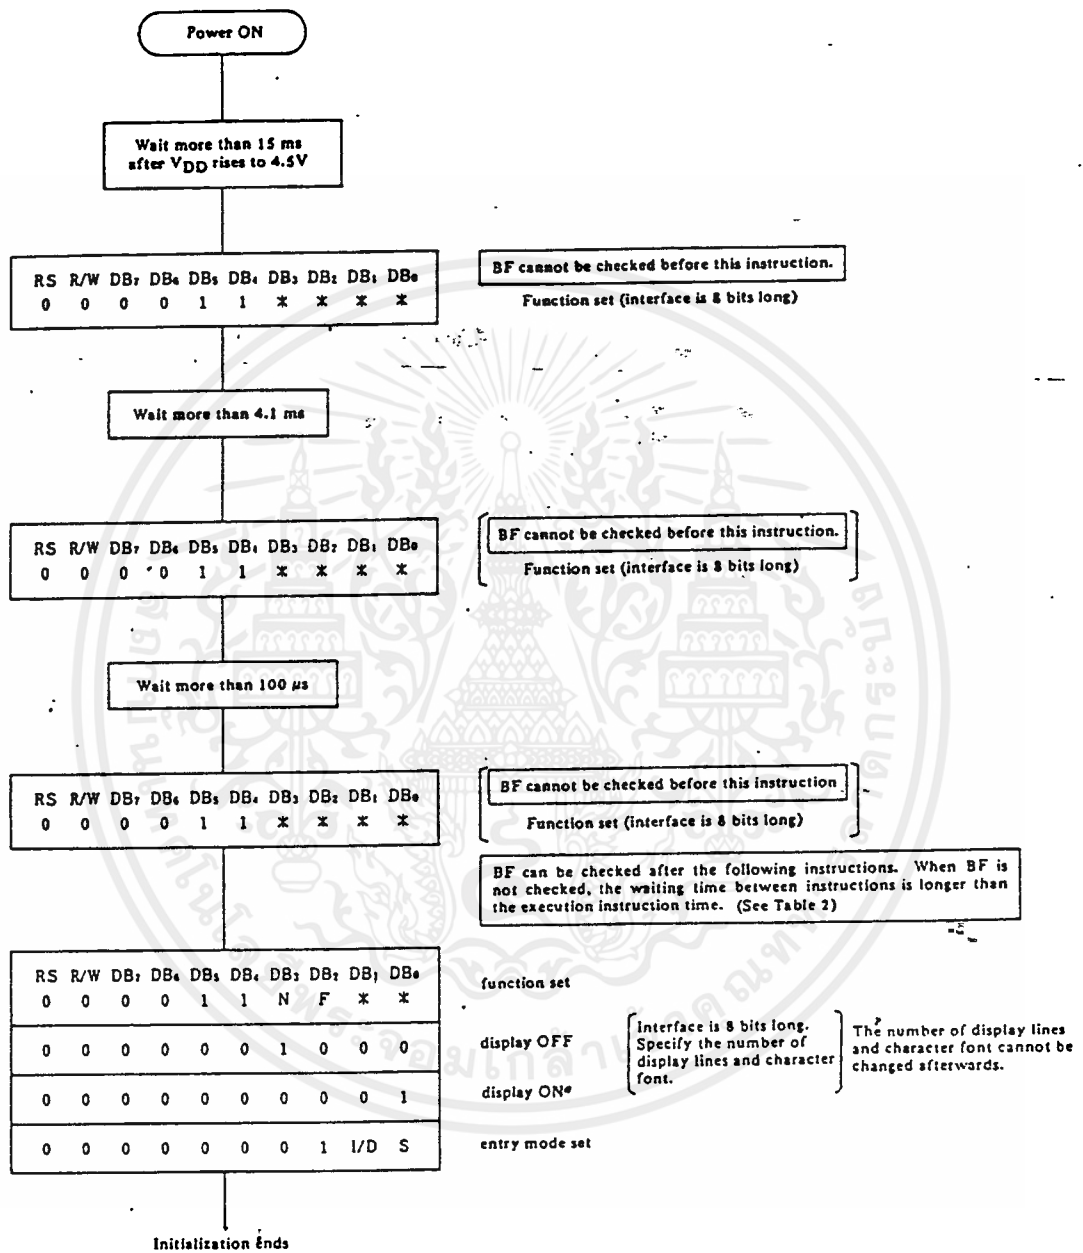 Power ON
Wait more than 15 ms
after VDD rises to 4.5V
RS R/W DB7 DB6 DB5 DB4 DB3 DB2 DB1 DB0
0 0 0 0 1 1 * * * *
BF cannot be checked before this instruction.
Function set (interface is 8 bits long)
Wait more than 4.1 ms
RS R/W DB7 DB6 DB5 DB4 DB3 DB2 DB1 DB0
0 0 0 0 1 1 * * * *
BF cannot be checked before this instruction.
Function set (interface is 8 bits long)
Wait more than 100 µs
RS R/W DB7 DB6 DB5 DB4 DB3 DB2 DB1 DB0
0 0 0 0 1 1 * * * *
BF cannot be checked before this instruction
Function set (interface is 8 bits long)
BF can be checked after the following instructions. When BF is
not checked, the waiting time between instructions is longer than
the execution instruction time. (See Table 2)
RS R/W DB7 DB6 DB5 DB4 DB3 DB2 DB1 DB0
0 0 0 0 1 1 N F * *
function set
0 0 0 0 0 0 1 0 0 0
display OFF
Interface is 8 bits long.
Specify the number of
display lines and character
font.
The number of display lines
and character font cannot be
changed afterwards.
0 0 0 0 0 0 0 0 0 1
display ON*
0 0 0 0 0 0 0 1 I/D S
entry mode set
Initialization ends